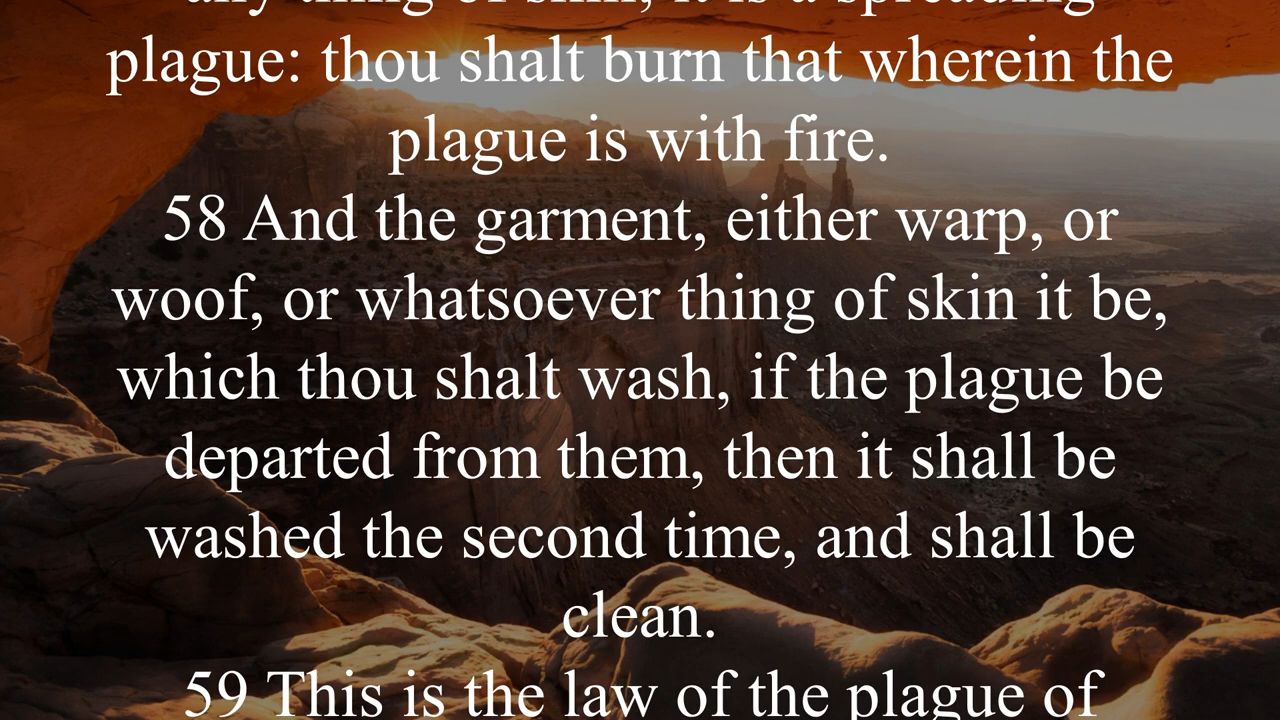 any thing of skin; it is a spreading
plague: thou shalt burn that wherein the
plague is with fire.
58 And the garment, either warp, or
woof, or whatsoever thing of skin it be,
which thou shalt wash, if the plague be
departed from them, then it shall be
washed the second time, and shall be
clean.
59 This is the law of the plague of